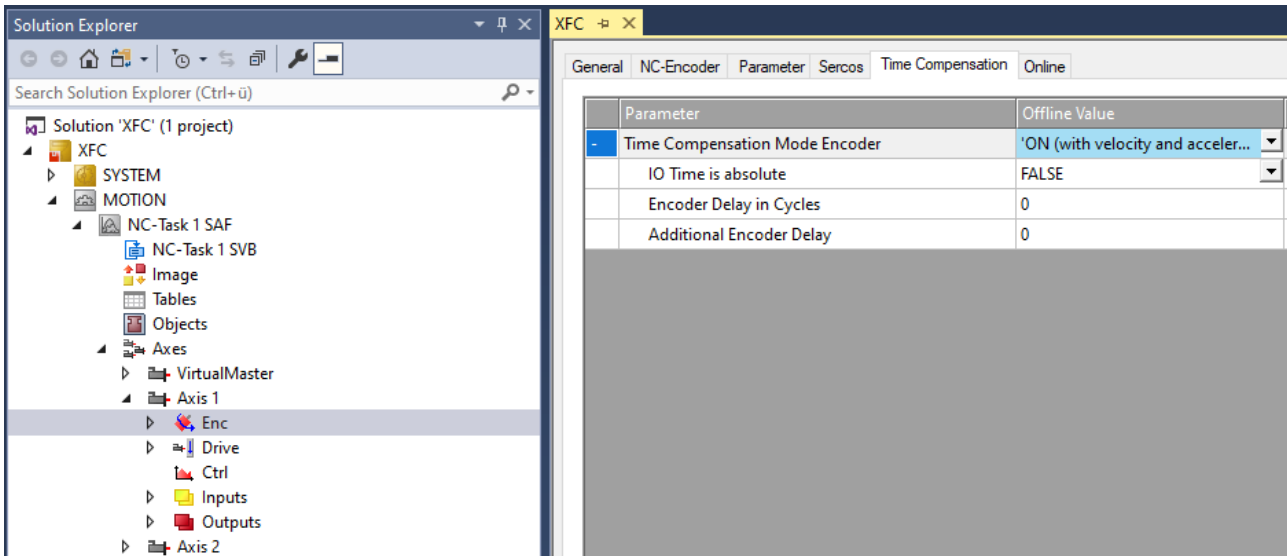 Solution Explorer
Search Solution Explorer (Ctrl+ü)
Solution 'XFC' (1 project)
XFC
SYSTEM
MOTION
NC-Task 1 SAF
NC-Task 1 SVB
Image
Tables
Objects
Axes
VirtualMaster
Axis 1
Enc
Drive
Ctrl
Inputs
Outputs
Axis 2
XFC
General NC-Encoder Parameter Sercos Time Compensation Online
Parameter Offline Value
- Time Compensation Mode Encoder 'ON (with velocity and acceler...
IO Time is absolute FALSE
Encoder Delay in Cycles 0
Additional Encoder Delay 0